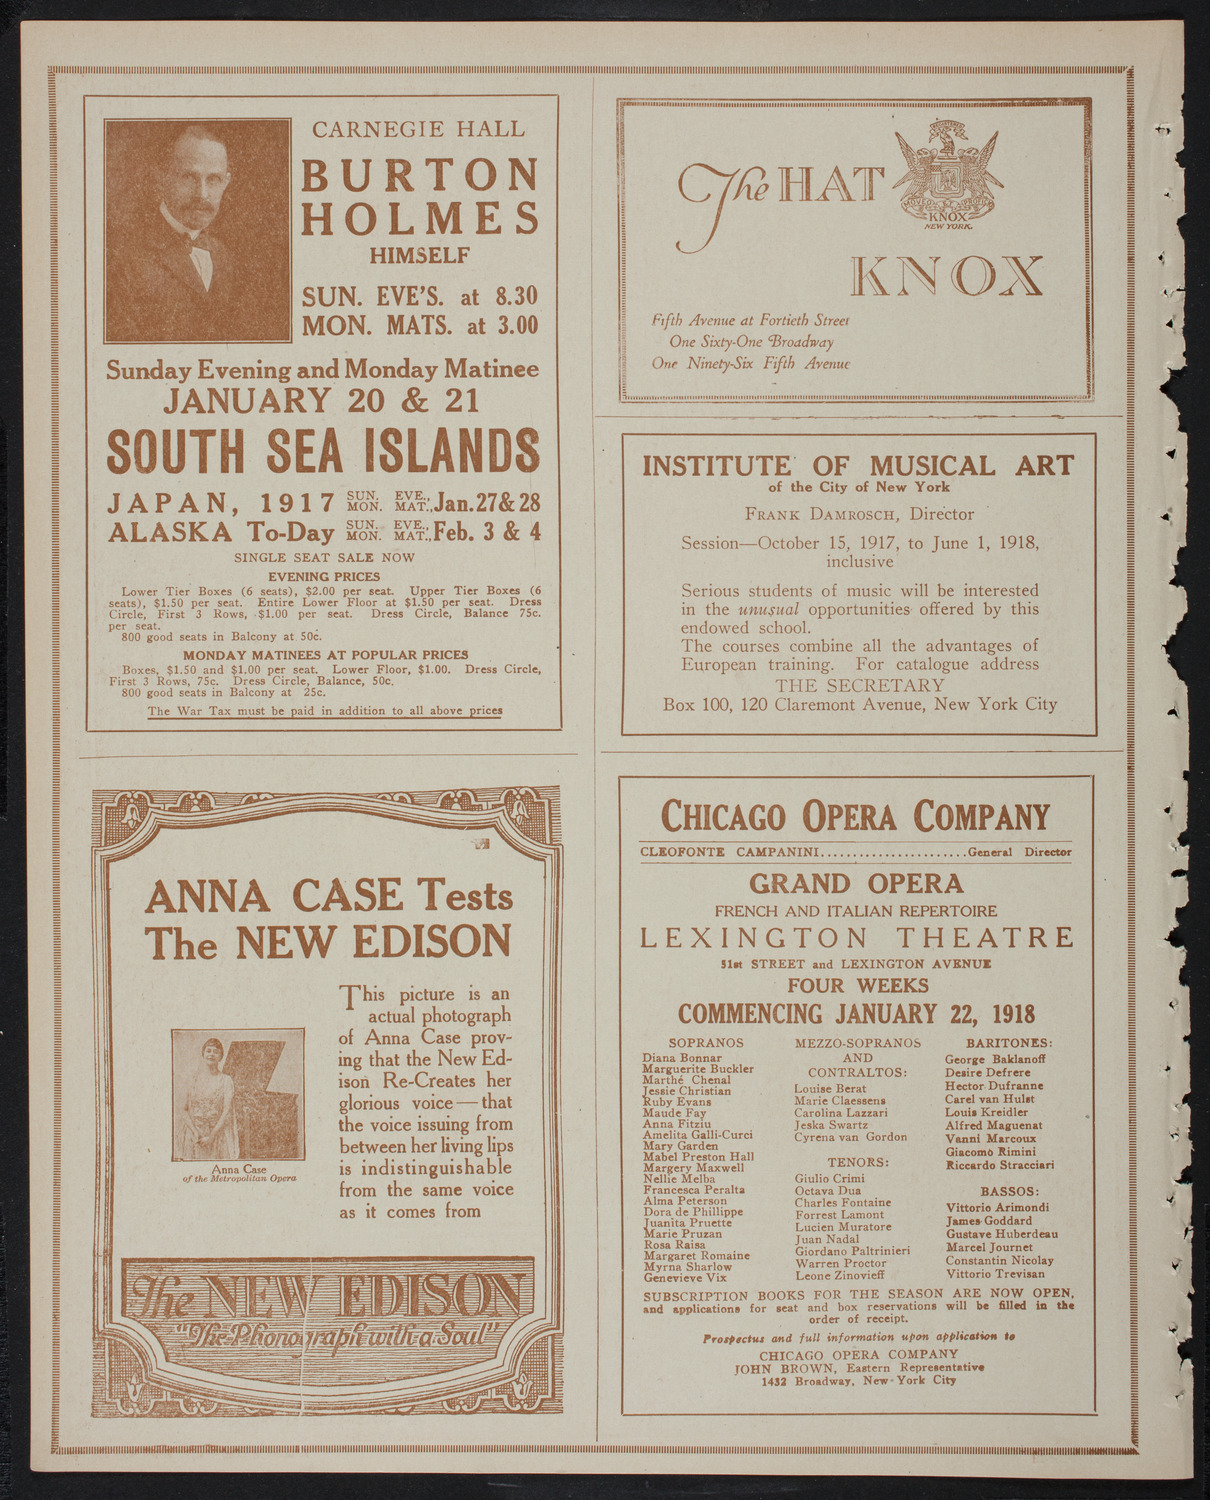 CARNEGIE HALL
BURTON
HOLMES
HIMSELF
SUN. EVE'S. at 8.30
MON. MATS. at 3.00
Sunday Evening and Monday Matinee
JANUARY 20 & 21
SOUTH SEA ISLANDS
JAPAN, 1917 SUN. EVE., MON. MAT., Jan. 27 & 28
ALASKA To-Day SUN. EVE., MON. MAT., Feb. 3 & 4
SINGLE SEAT SALE NOW
EVENING PRICES
Lower Tier Boxes (6 seats), $2.00 per seat. Upper Tier Boxes (6
seats), $1.50 per seat. Entire Lower Floor at $1.50 per seat. Dress
Circle, First 3 Rows, $1.00 per seat. Dress Circle, Balance 75c.
per seat.
800 good seats in Balcony at 50c.
MONDAY MATINEES AT POPULAR PRICES
Boxes, $1.50 and $1.00 per seat. Lower Floor, $1.00. Dress Circle,
First 3 Rows, 75c. Dress Circle, Balance, 50c.
800 good seats in Balcony at 25c.
The War Tax must be paid in addition to all above prices
The HAT
KNOX
NEW YORK.
KNOX
Fifth Avenue at Fortieth Street
One Sixty-One Broadway
One Ninety-Six Fifth Avenue
INSTITUTE OF MUSICAL ART
of the City of New York
FRANK DAMROSCH, Director
Session—October 15, 1917, to June 1, 1918,
inclusive
Serious students of music will be interested
in the unusual opportunities offered by this
endowed school.
The courses combine all the advantages of
European training. For catalogue address
THE SECRETARY
Box 100, 120 Claremont Avenue, New York City
ANNA CASE Tests
The NEW EDISON
This picture is an
actual photograph
of Anna Case prov-
ing that the New Ed-
ison Re-Creates her
glorious voice—that
the voice issuing from
between her living lips
is indistinguishable
from the same voice
as it comes from
Anna Case
of the Metropolitan Opera
The NEW EDISON
"The Phonograph with a Soul"
CHICAGO OPERA COMPANY
CLEOFONTE CAMPANINI.......................General Director
GRAND OPERA
FRENCH AND ITALIAN REPERTOIRE
LEXINGTON THEATRE
51st STREET and LEXINGTON AVENUE
FOUR WEEKS
COMMENCING JANUARY 22, 1918
SOPRANOS
Diana Bonnar
Marguerite Buckler
Marthé Chenal
Jessie Christian
Ruby Evans
Maude Fay
Anna Fitziu
Amelita Galli-Curci
Mary Garden
Mabel Preston Hall
Margery Maxwell
Nellie Melba
Francesca Peralta
Alma Peterson
Dora de Phillippe
Juanita Pruette
Marie Pruzan
Rosa Raisa
Margaret Romaine
Myrna Sharlow
Genevieve Vix
MEZZO-SOPRANOS
AND
CONTRALTOS:
Louise Berat
Marie Claessens
Carolina Lazzari
Jeska Swartz
Cyrena van Gordon
TENORS:
Giulio Crimi
Octava Dua
Charles Fontaine
Forrest Lamont
Lucien Muratore
Juan Nadal
Giordano Paltrinieri
Warren Proctor
Leone Zinovieff
BARITONES:
George Baklanoff
Desire Defrere
Hector Dufranne
Carel van Hulst
Louis Kreidler
Alfred Maguenat
Vanni Marcoux
Giacomo Rimini
Riccardo Stracciari
BASSOS:
Vittorio Arimondi
James Goddard
Gustave Huberdeau
Marcel Journet
Constantin Nicolay
Vittorio Trevisan
SUBSCRIPTION BOOKS FOR THE SEASON ARE NOW OPEN,
and applications for seat and box reservations will be filled in the
order of receipt.
Prospectus and full information upon application to
CHICAGO OPERA COMPANY
JOHN BROWN, Eastern Representative
1432 Broadway, New-York City